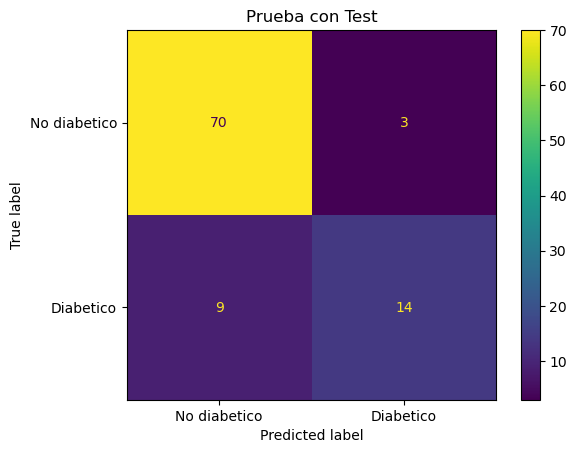 Prueba con Test
True label
No diabetico
Diabetico
70
3
9
14
No diabetico
Diabetico
Predicted label
70
60
50
40
30
20
10